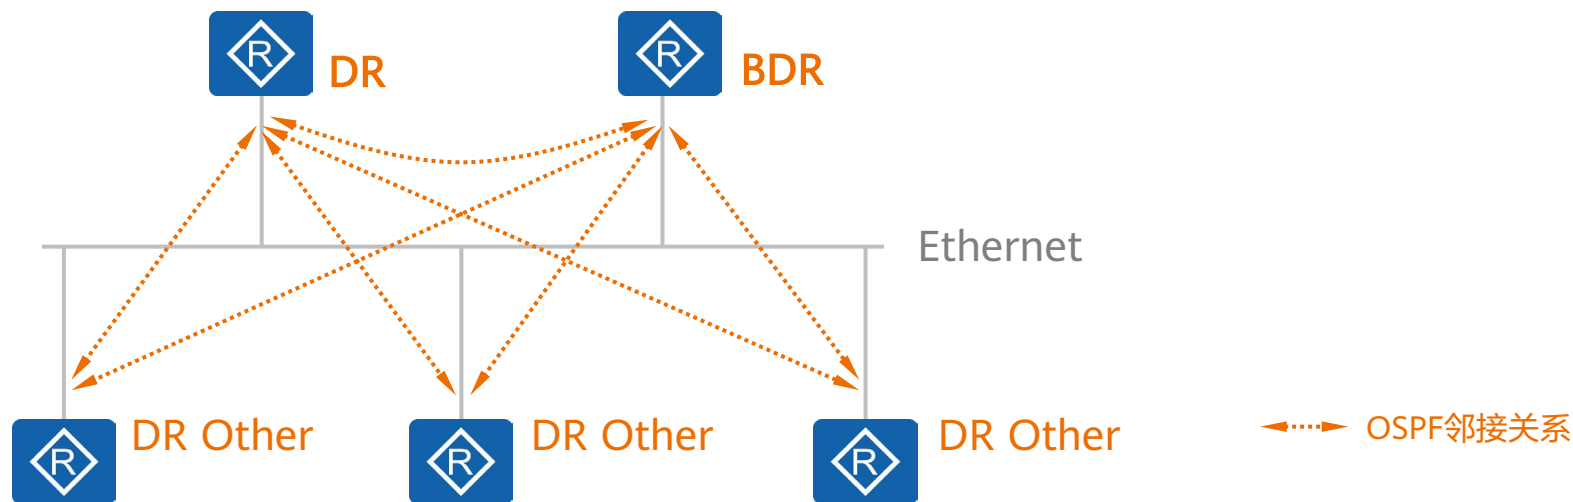 R
R
DR
BDR
Ethernet
DR Other
DR Other
DR Other
OSPF邻接关系
R
R
R